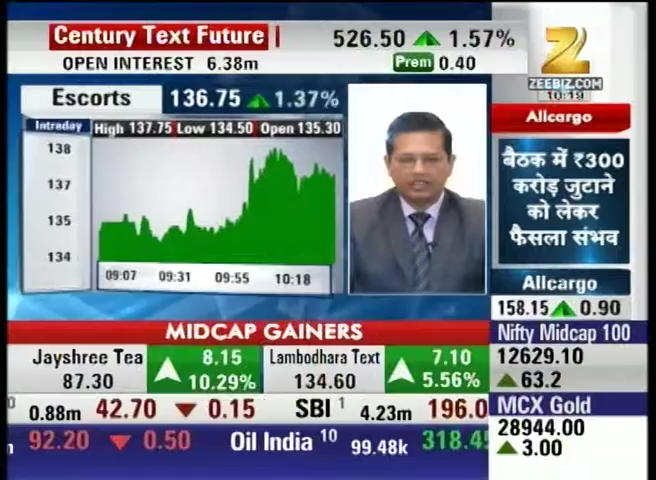 Century Text Future
526.50 1.57%
OPEN INTEREST 6.38m
Prem 0.40
Z
ZEEBIZ.COM
10:19
Escorts
136.75 1.37%
Intraday High 137.75 Low 134.50 Open 135.30
138
137
135
134
09:07 09:31 09:55 10:18
Allcargo
बैठक में ₹300
करोड़ जुटाने
को लेकर
फैसला संभव
Allcargo
158.15 0.90
MIDCAP GAINERS
Jayshree Tea 8.15
87.30 10.29%
Lambodhara Text 7.10
134.60 5.56%
Nifty Midcap 100
12629.10
63.2
0.88m 42.70 0.15 SBI 1 4.23m 196.0
MCX Gold
28944.00
3.00
92.20 0.50 Oil India 10 99.48k 318.45